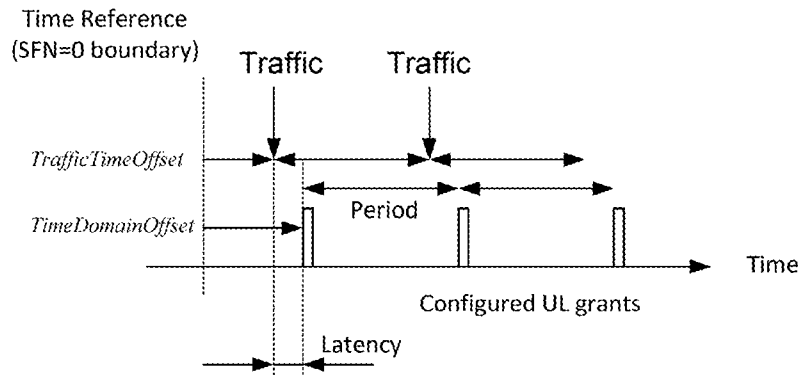 Time Reference
(SFN=0 boundary)
Traffic Traffic
TrafficTimeOffset
Period
TimeDomainOffset
Time
Configured UL grants
Latency